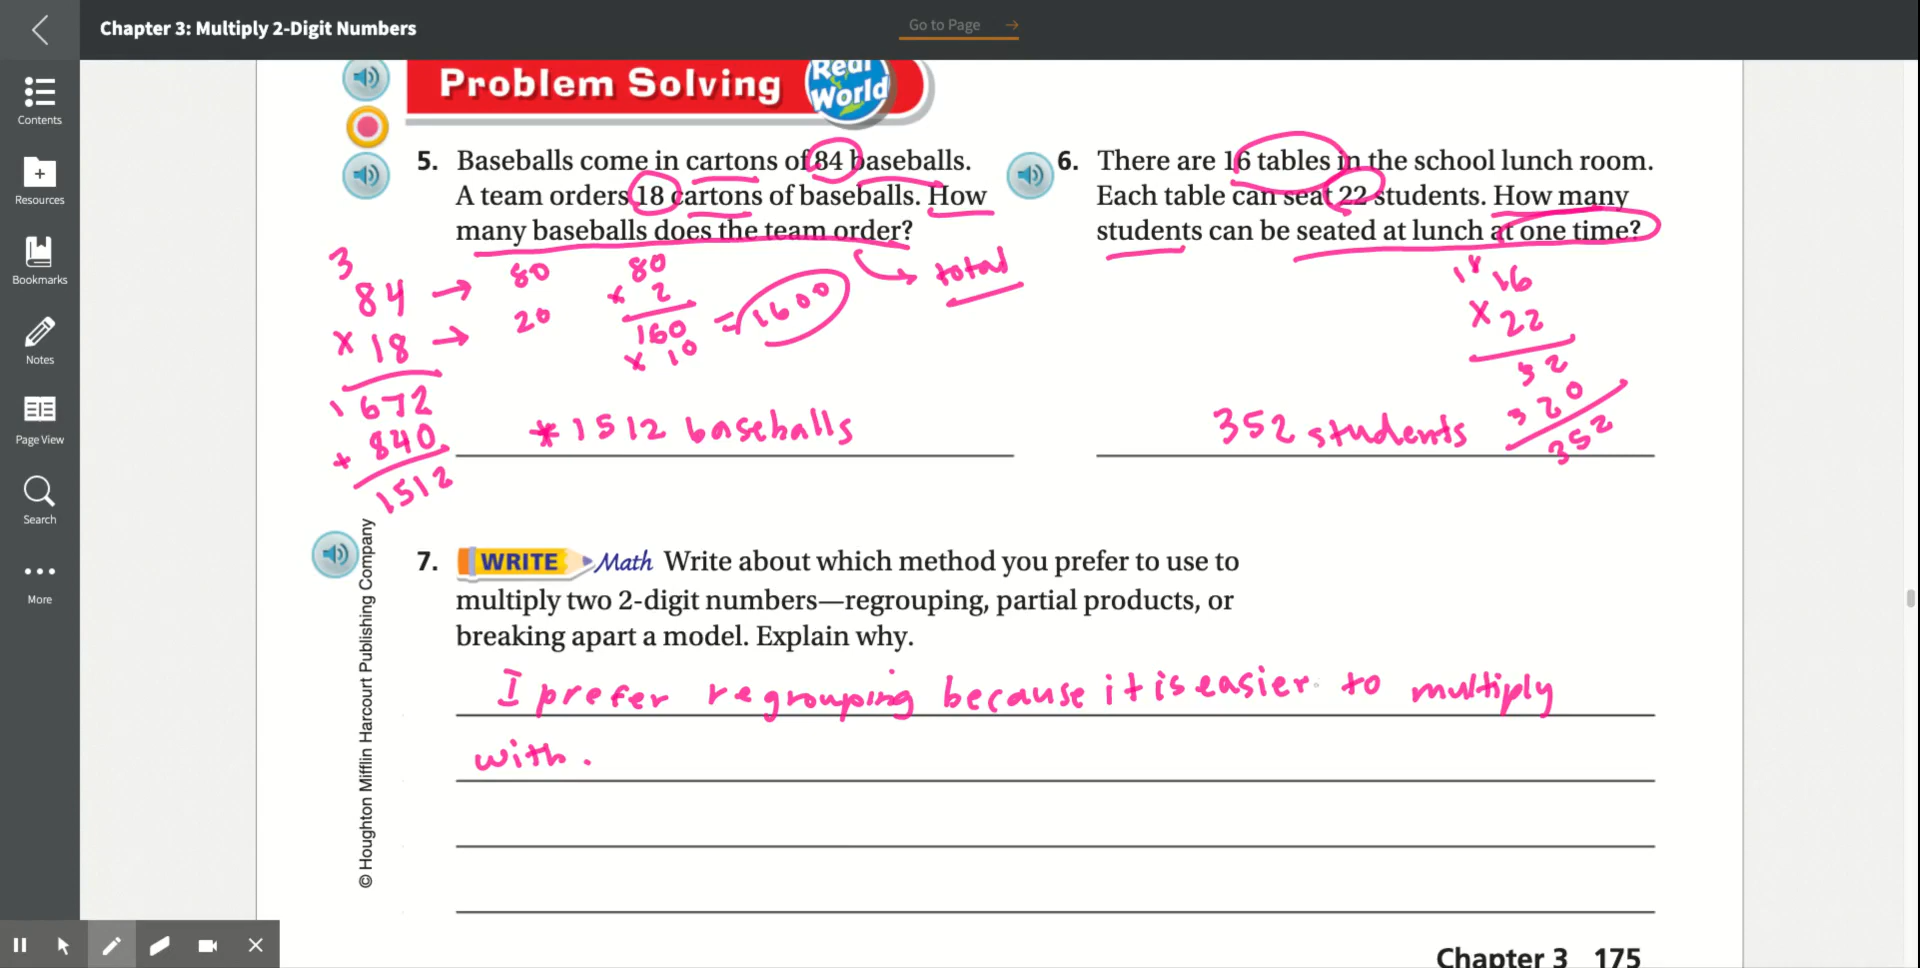 Chapter 3: Multiply 2-Digit Numbers
Go to Page →
Contents
Resources
Bookmarks
Notes
Page View
Search
More
Problem Solving
Real World
5. Baseballs come in cartons of 84 baseballs.
A team orders 18 cartons of baseballs. How
many baseballs does the team order?
3
84 → 80
× 18 → 20
1
672
+ 840
1512
80
× 2
160
× 10
= 1600
total
* 1512 baseballs
6. There are 16 tables in the school lunch room.
Each table can seat 22 students. How many
students can be seated at lunch at one time?
16
× 22
32
320
352
352 students
7. WRITE Math Write about which method you prefer to use to
multiply two 2-digit numbers—regrouping, partial products, or
breaking apart a model. Explain why.
I prefer regrouping because it is easier to multiply
with.
© Houghton Mifflin Harcourt Publishing Company
Chapter 3 175